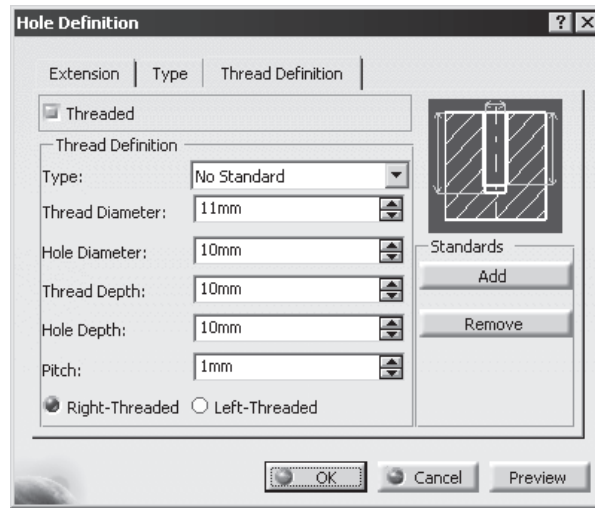 Hole Definition ? X
Extension Type Thread Definition
Threaded
Thread Definition
Type: No Standard
Thread Diameter: 11mm
Hole Diameter: 10mm
Thread Depth: 10mm
Hole Depth: 10mm
Pitch: 1mm
Right-Threaded Left-Threaded
Standards
Add
Remove
OK Cancel Preview